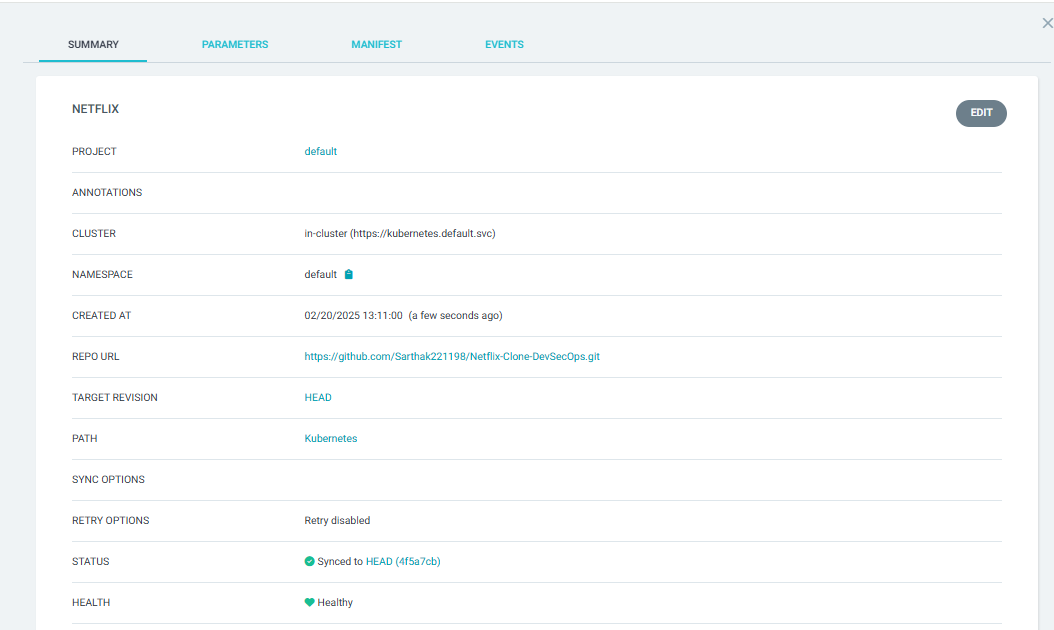 SUMMARY PARAMETERS MANIFEST EVENTS
NETFLIX
EDIT
PROJECT default
ANNOTATIONS
CLUSTER in-cluster (https://kubernetes.default.svc)
NAMESPACE default
CREATED AT 02/20/2025 13:11:00 (a few seconds ago)
REPO URL https://github.com/Sarthak221198/Netflix-Clone-DevSecOps.git
TARGET REVISION HEAD
PATH Kubernetes
SYNC OPTIONS
RETRY OPTIONS Retry disabled
STATUS Synced to HEAD (4f5a7cb)
HEALTH Healthy